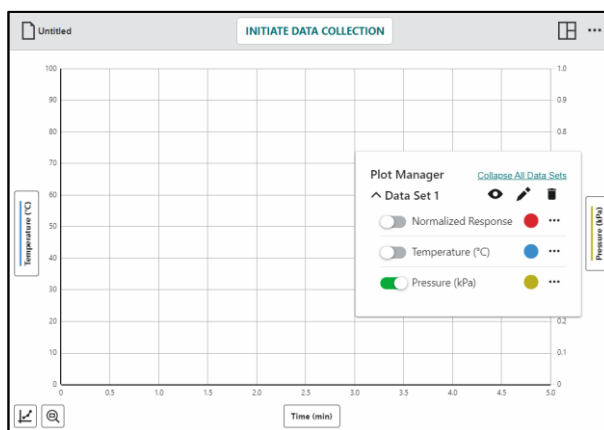 Untitled
INITIATE DATA COLLECTION
100
90
80
70
60
50
40
30
20
10
0
Temperature (°C)
1.0
0.9
0.8
0.2
0.1
0
Pressure (kPa)
Plot Manager Collapse All Data Sets
Data Set 1
Normalized Response
Temperature (°C)
Pressure (kPa)
0 0.5 1.0 1.5 2.0 2.5 3.0 3.5 4.0 4.5 5.0
Time (min)